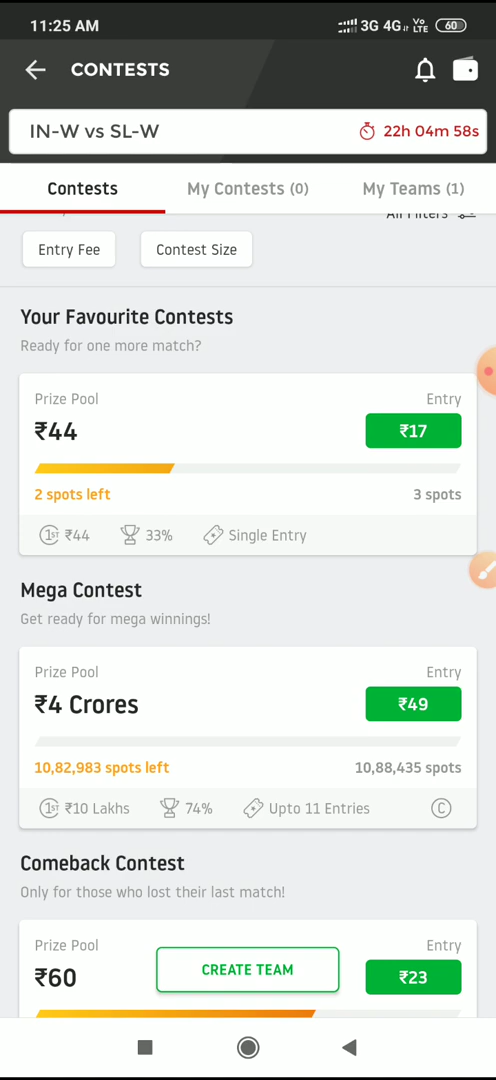 11:25 AM
3G 4G Vo LTE 60
CONTESTS
IN-W vs SL-W
22h 04m 58s
Contests
My Contests (0)
My Teams (1)
All Filters
Entry Fee
Contest Size
Your Favourite Contests
Ready for one more match?
Prize Pool
Entry
₹44
₹17
2 spots left
3 spots
1ST ₹44
33%
Single Entry
Mega Contest
Get ready for mega winnings!
Prize Pool
Entry
₹4 Crores
₹49
10,82,983 spots left
10,88,435 spots
1ST ₹10 Lakhs
74%
Upto 11 Entries
C
Comeback Contest
Only for those who lost their last match!
Prize Pool
Entry
₹60
CREATE TEAM
₹23